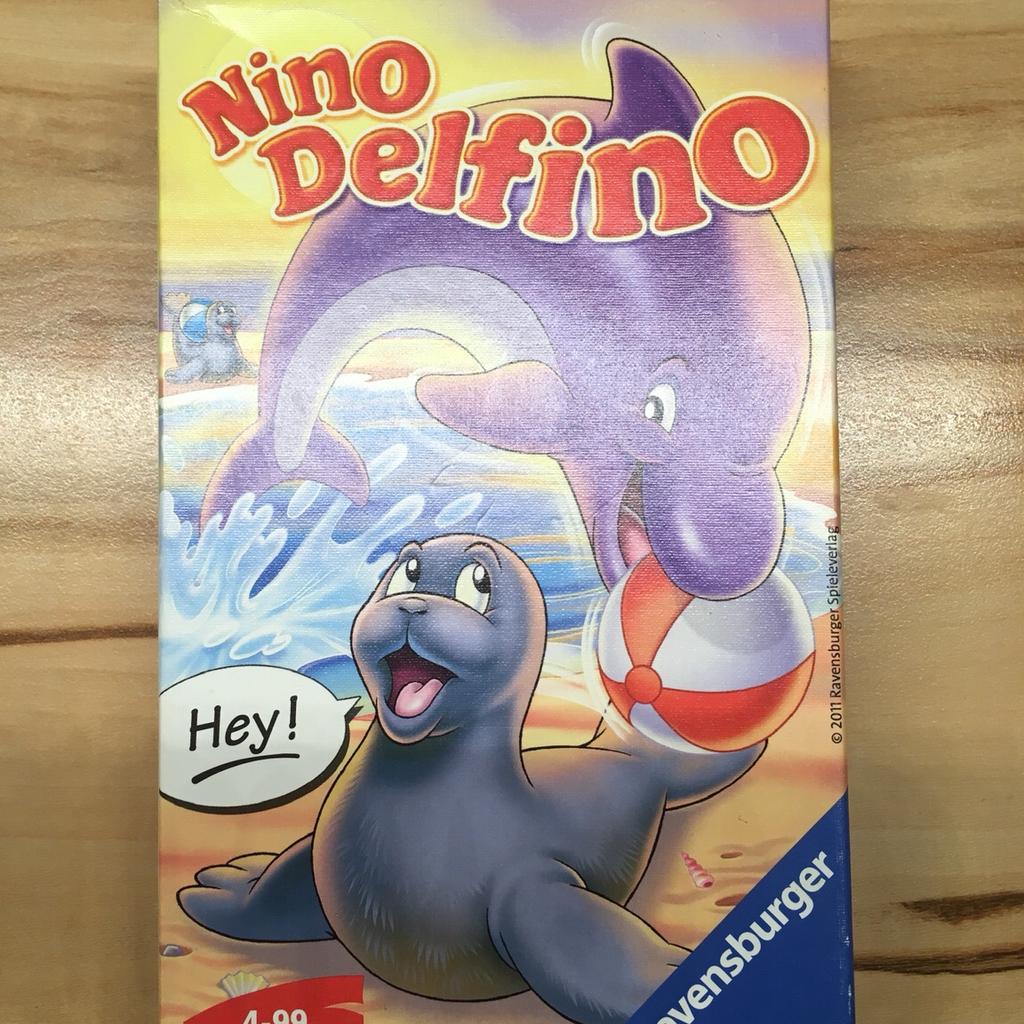 Nino
Delfino
Hey!
© 2011 Ravensburger Spieleverlag
Ravensburger
4-99